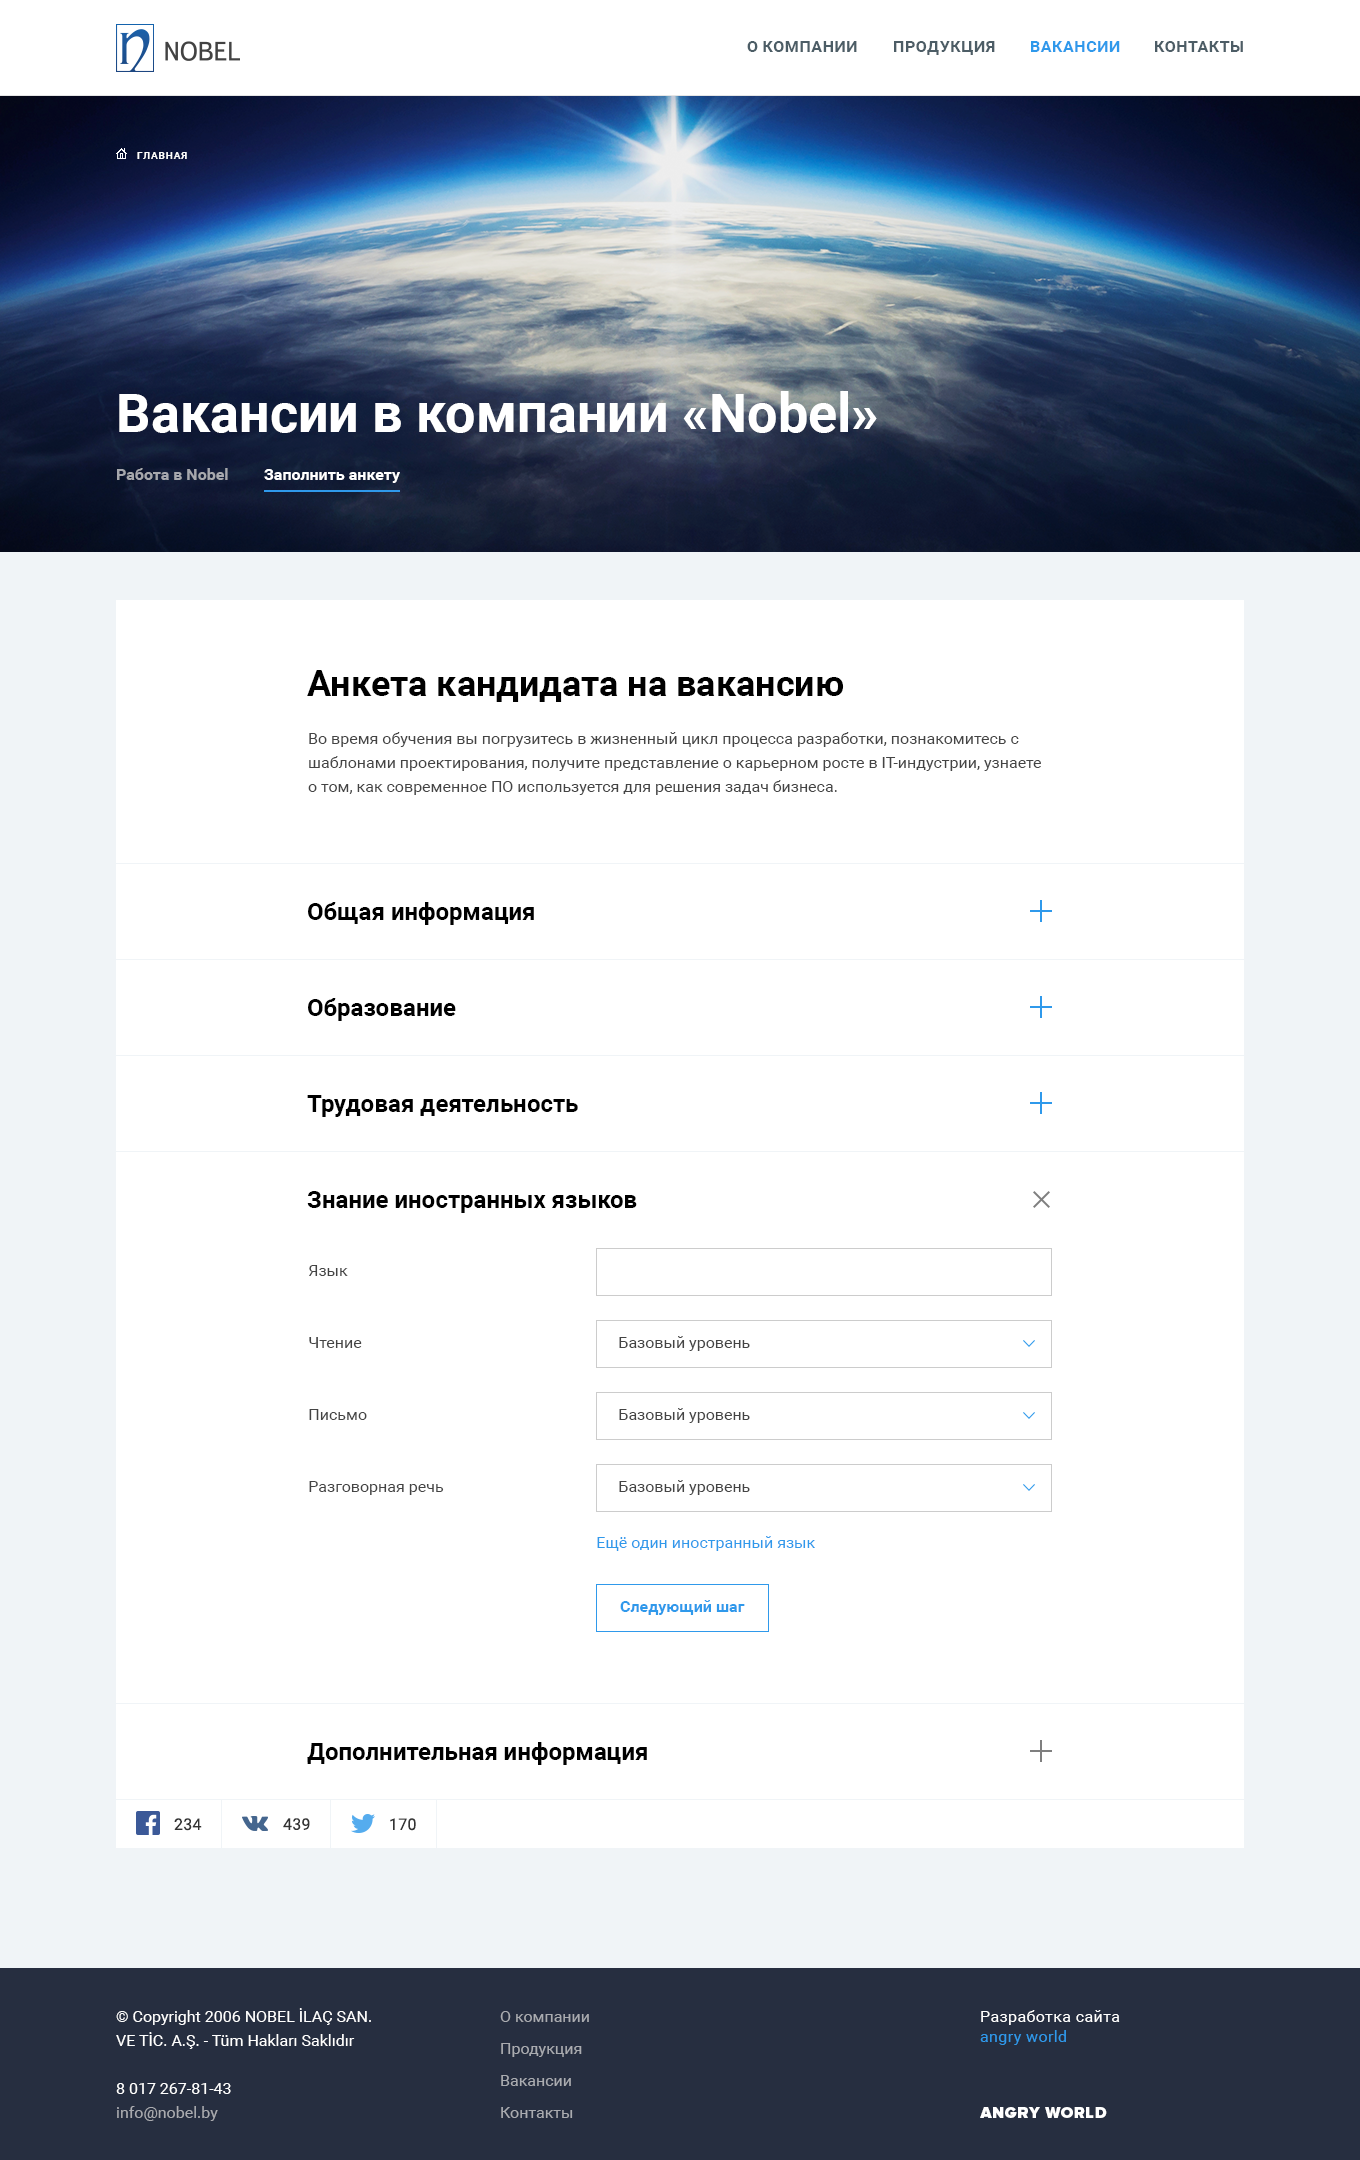 NOBEL
О КОМПАНИИ
ПРОДУКЦИЯ
ВАКАНСИИ
КОНТАКТЫ
ГЛАВНАЯ
Вакансии в компании «Nobel»
Работа в Nobel
Заполнить анкету
Анкета кандидата на вакансию
Во время обучения вы погрузитесь в жизненный цикл процесса разработки, познакомитесь с
шаблонами проектирования, получите представление о карьерном росте в IT-индустрии, узнаете
о том, как современное ПО используется для решения задач бизнеса.
Общая информация
Образование
Трудовая деятельность
Знание иностранных языков
Язык
Чтение
Базовый уровень
Письмо
Базовый уровень
Разговорная речь
Базовый уровень
Ещё один иностранный язык
Следующий шаг
Дополнительная информация
234
439
170
© Copyright 2006 NOBEL İLAÇ SAN.
VE TİC. A.Ş. - Tüm Hakları Saklıdır
8 017 267-81-43
info@nobel.by
О компании
Продукция
Вакансии
Контакты
Разработка сайта
angry world
ANGRY WORLD